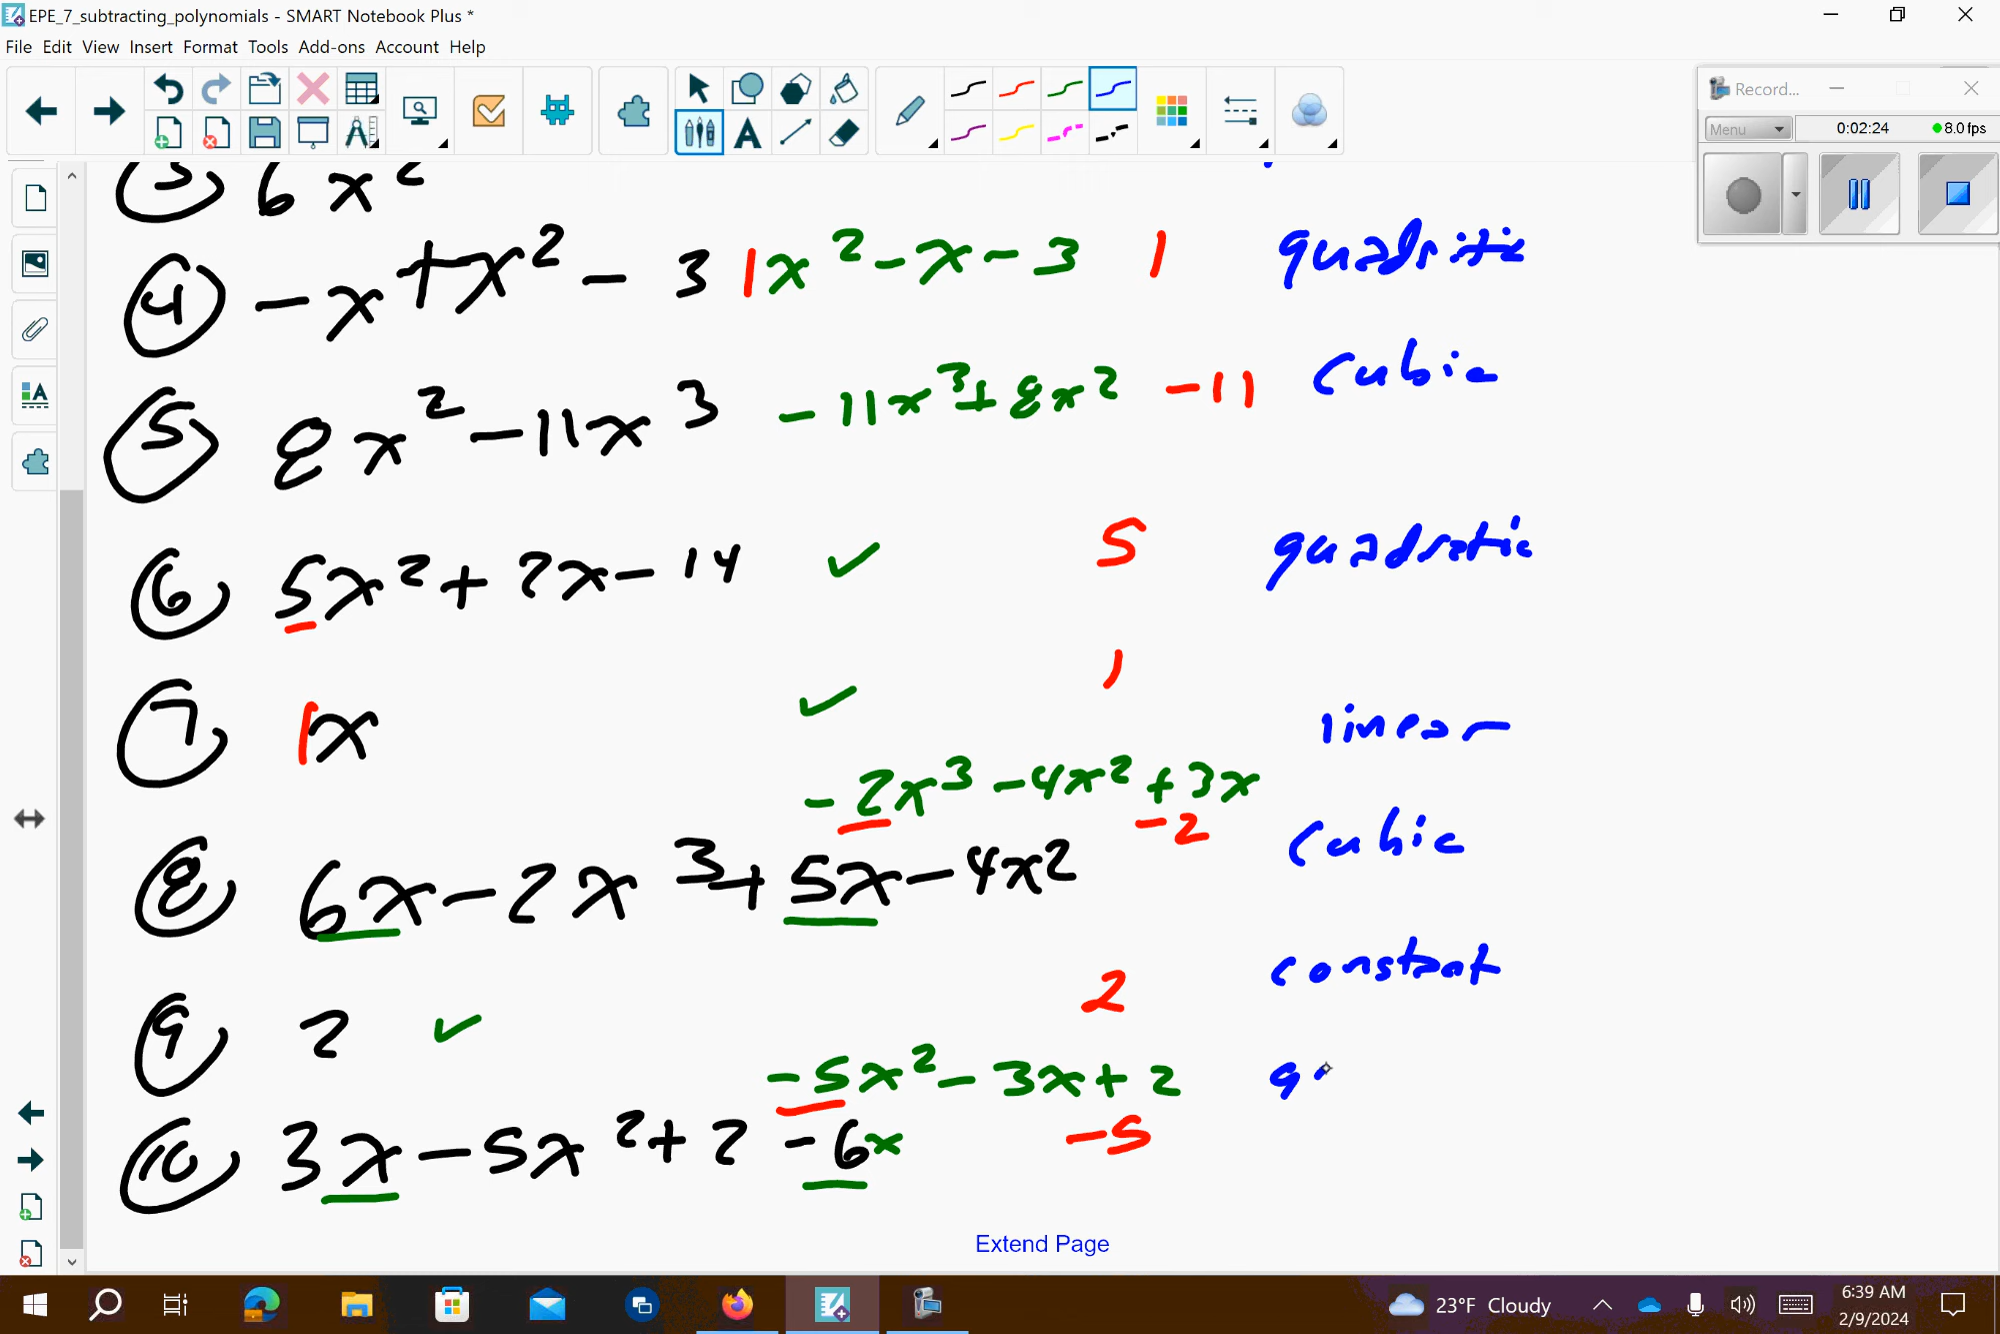 EPE_7_subtracting_polynomials - SMART Notebook Plus *
File Edit View Insert Format Tools Add-ons Account Help
Record...
Menu 0:02:24 8.0 fps
③ 6x²
④ -x+x²-3 1x²-x-3 1 quadritic
⑤ 8x²-11x³ -11x³+8x² -11 cubic
⑥ 5x²+2x-14 ✓ 5 quadratic
⑦ 1x ✓ 1 linear
-2x³-4x²+3x
⑧ 6x-2x³+5x-4x² -2 cubic
⑨ 2 ✓ 2 constant
-5x²-3x+2 q
⑩ 3x-5x²+2-6x -5
Extend Page
23°F Cloudy
6:39 AM
2/9/2024